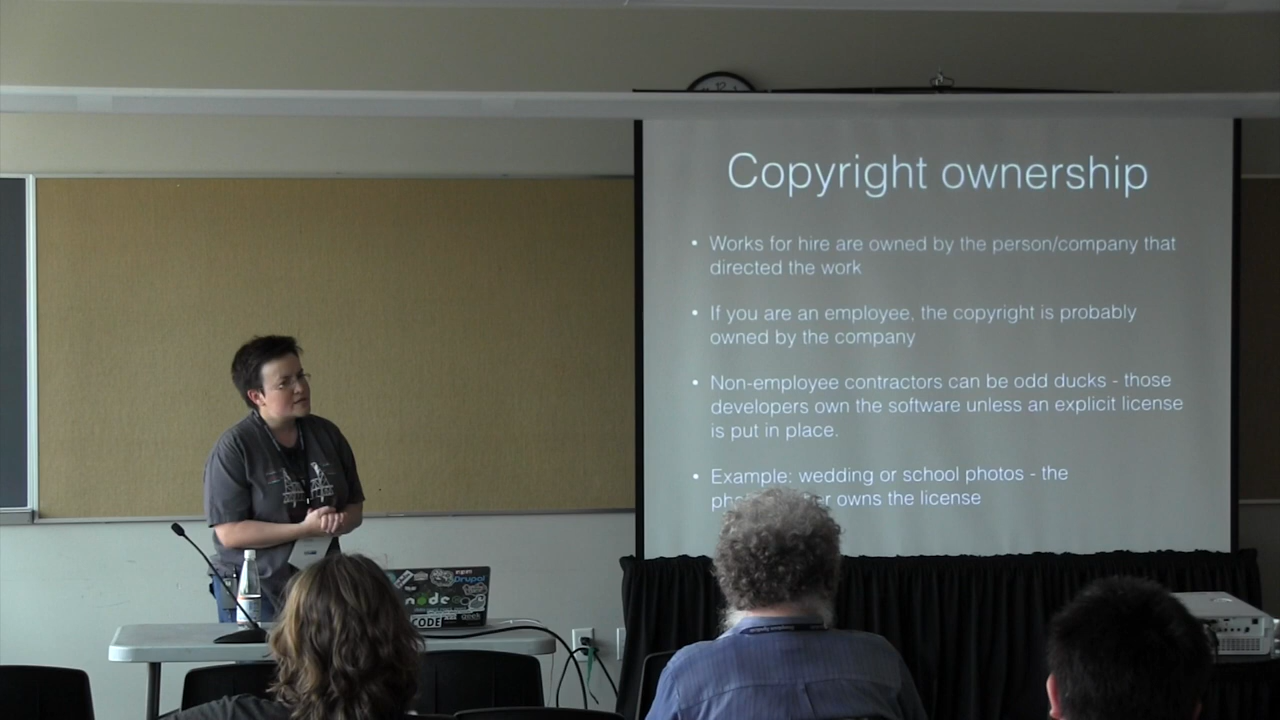 Copyright ownership
• Works for hire are owned by the person/company that
directed the work
• If you are an employee, the copyright is probably
owned by the company
• Non-employee contractors can be odd ducks - those
developers own the software unless an explicit license
is put in place.
• Example: wedding or school photos - the
owns the license
Drupal
node
CODE